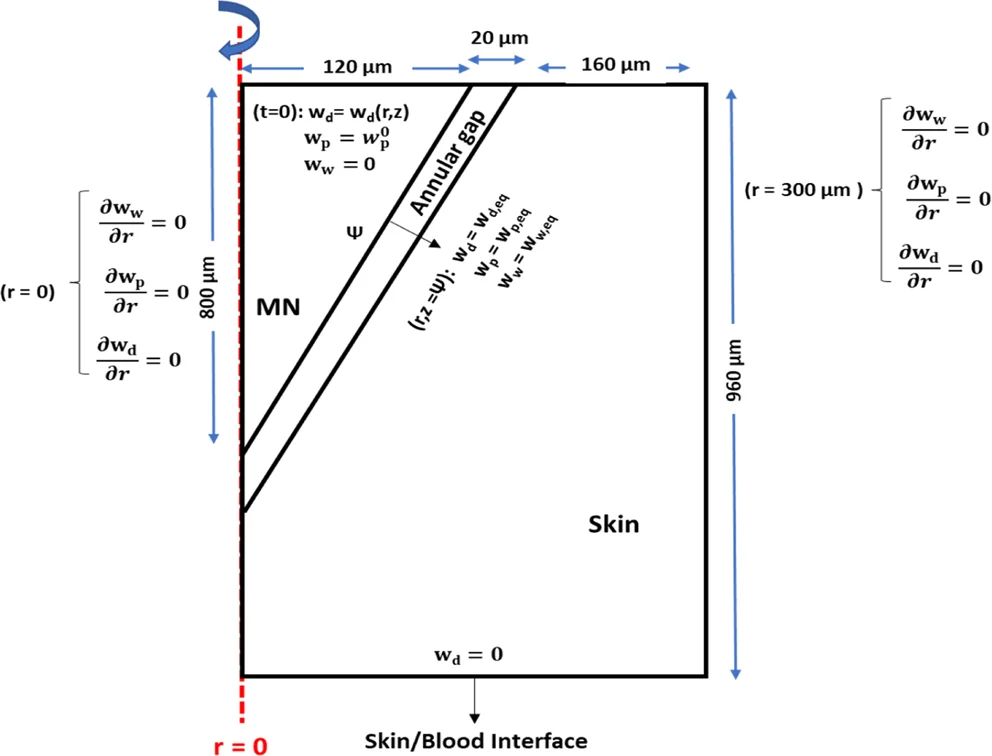 20 µm
120 µm
160 µm
(t=0): w_d= w_d(r,z)
w_p = w_p^0
w_w = 0
Annular gap
Ψ
(r,z =Ψ): w_d = w_d,eq
w_p = w_p,eq
w_w = w_w,eq
(r = 0)
∂w_w/∂r = 0
∂w_p/∂r = 0
∂w_d/∂r = 0
800 µm
MN
(r = 300 µm )
∂w_w/∂r = 0
∂w_p/∂r = 0
∂w_d/∂r = 0
960 µm
Skin
w_d = 0
r = 0
Skin/Blood Interface